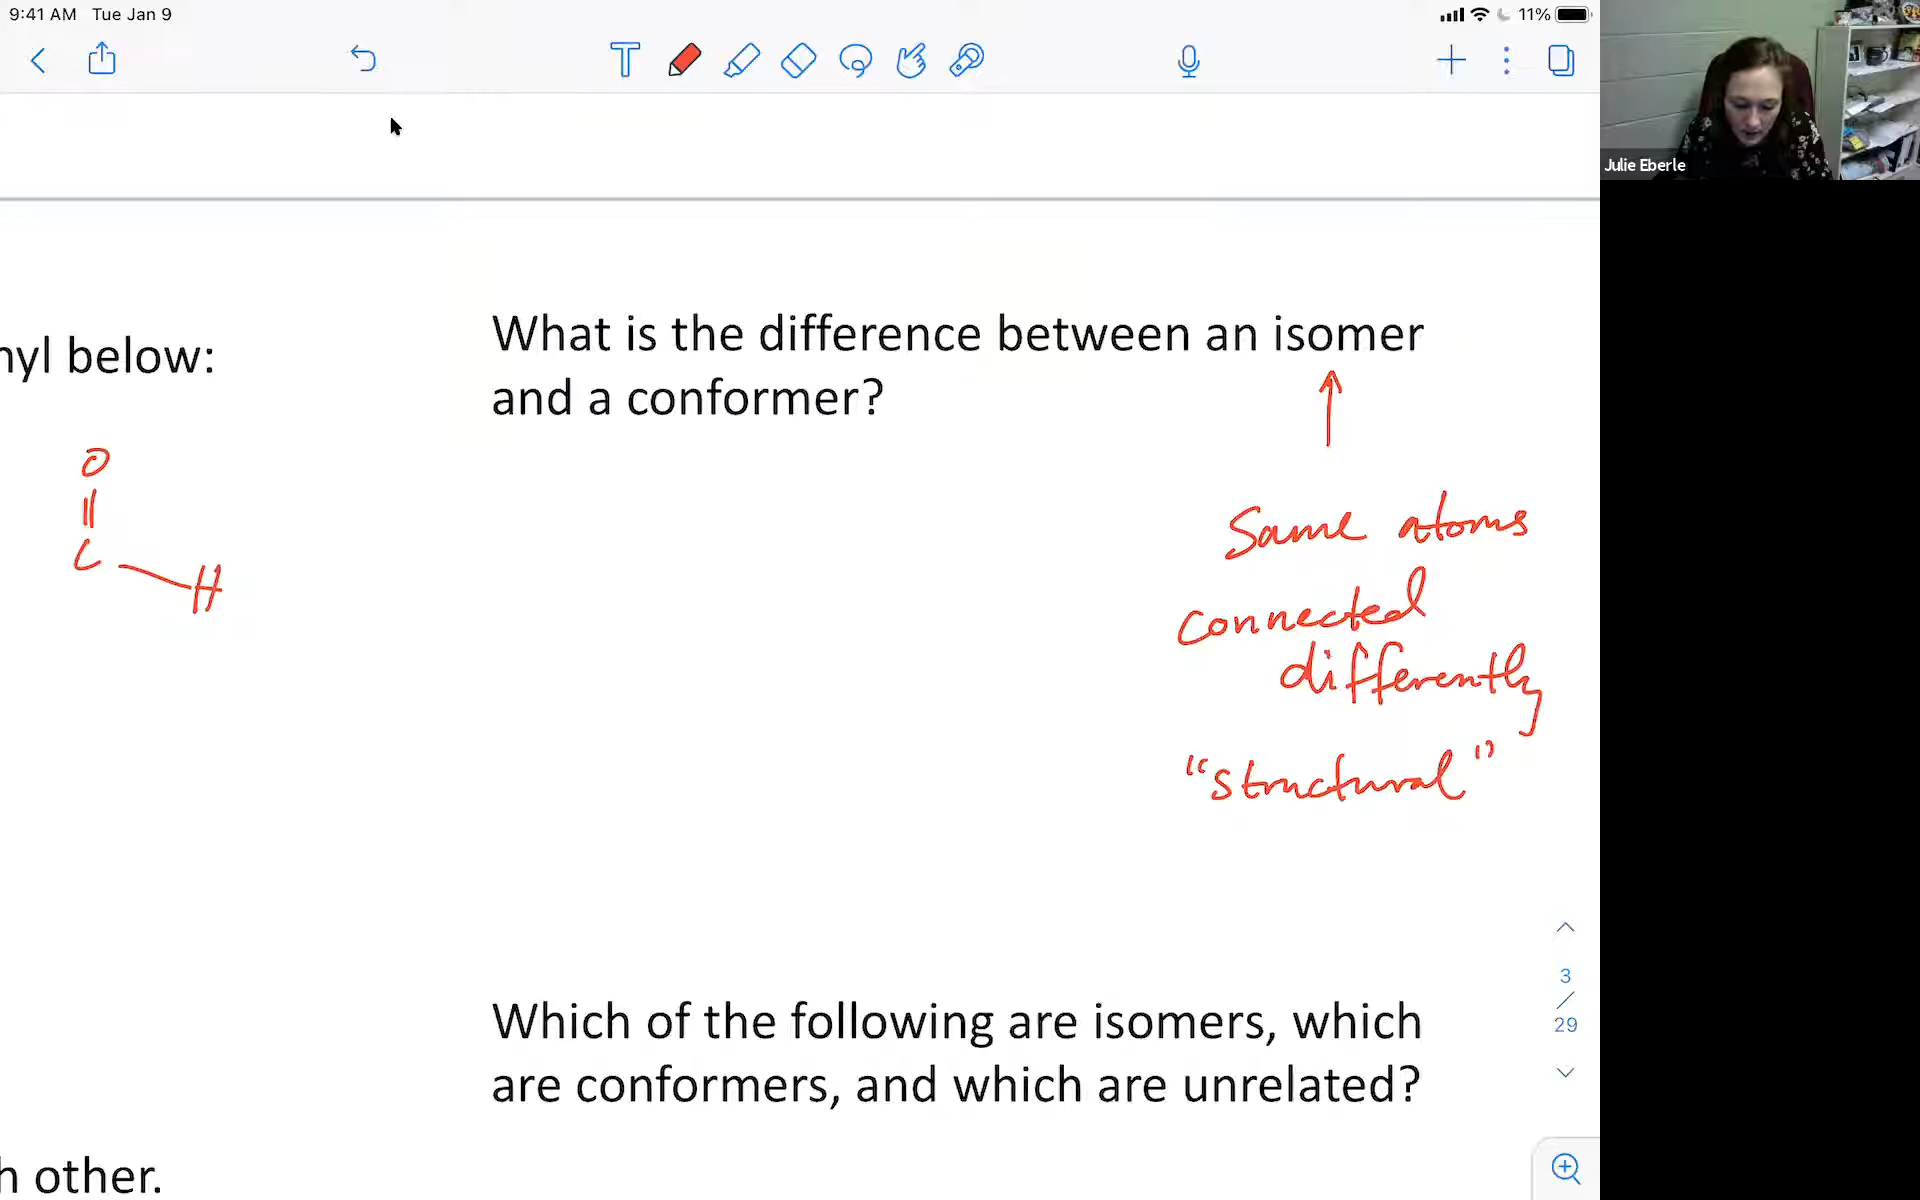 9:41 AM Tue Jan 9
11%
Julie Eberle
nyl below:
O
C
H
What is the difference between an isomer
and a conformer?
Same atoms
connected
differently
"structural"
3
29
Which of the following are isomers, which
are conformers, and which are unrelated?
h other.